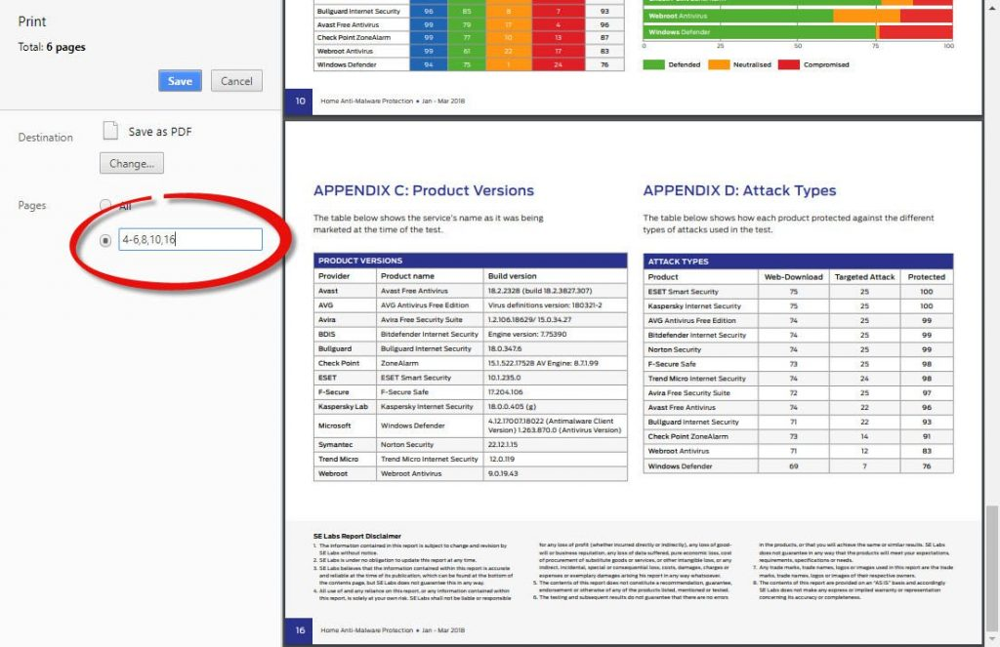 Print
Total: 6 pages
Save
Cancel
Destination
Save as PDF
Change...
Pages
All
4-6,8,10,16
Bullguard Internet Security 96 85 8 7 93
Avast Free Antivirus 99 79 17 4 96
Check Point ZoneAlarm 99 77 10 13 87
Webroot Antivirus 99 61 22 17 83
Windows Defender 94 75 1 24 76
Webroot Antivirus
Windows Defender
0 25 50 75 100
Defended Neutralised Compromised
10 Home Anti-Malware Protection • Jan - Mar 2018
APPENDIX C: Product Versions
The table below shows the service's name as it was being
marketed at the time of the test.
PRODUCT VERSIONS
Provider Product name Build version
Avast Avast Free Antivirus 18.2.2328 (build 18.2.3827.307)
AVG AVG Antivirus Free Edition Virus definitions version: 180321-2
Avira Avira Free Security Suite 1.2.106.18629/ 15.0.34.27
BDIS Bitdefender Internet Security Engine version: 7.75390
Bullguard Bullguard Internet Security 18.0.347.6
Check Point ZoneAlarm 15.1.522.17528 AV Engine: 8.7.1.99
ESET ESET Smart Security 10.1.235.0
F-Secure F-Secure Safe 17.204.106
Kaspersky Lab Kaspersky Internet Security 18.0.0.405 (g)
Microsoft Windows Defender 4.12.17007.18022 (Antimalware Client
Version) 1.263.870.0 (Antivirus Version)
Symantec Norton Security 22.12.1.15
Trend Micro Trend Micro Internet Security 12.0.119
Webroot Webroot Antivirus 9.0.19.43
APPENDIX D: Attack Types
The table below shows how each product protected against the different
types of attacks used in the test.
ATTACK TYPES
Product Web-Download Targeted Attack Protected
ESET Smart Security 75 25 100
Kaspersky Internet Security 75 25 100
AVG Antivirus Free Edition 74 25 99
Bitdefender Internet Security 74 25 99
Norton Security 74 25 99
F-Secure Safe 73 25 98
Trend Micro Internet Security 74 24 98
Avira Free Security Suite 72 25 97
Avast Free Antivirus 74 22 96
Bullguard Internet Security 71 22 93
Check Point ZoneAlarm 73 14 91
Webroot Antivirus 71 12 83
Windows Defender 69 7 76
SE Labs Report Disclaimer
1. The information contained in this report is subject to change and revision by
SE Labs without notice.
2. SE Labs is under no obligation to update this report at any time.
3. SE Labs believes that the information contained within this report is accurate
and reliable at the time of its publication, which can be found at the bottom of
the contents page, but SE Labs does not guarantee this in any way.
4. All use of and any reliance on this report, or any information contained within
this report, is solely at your own risk. SE Labs shall not be liable or responsible
for any loss of profit (whether incurred directly or indirectly), any loss of good-
will or business reputation, any loss of data suffered, pure economic loss, cost
of procurement of substitute goods or services, or other intangible loss, or any
indirect, incidental, special or consequential loss, costs, damages, charges or
expenses or exemplary damages arising his report in any way whatsoever.
5. The contents of this report does not constitute a recommendation, guarantee,
endorsement or otherwise of any of the products listed, mentioned or tested.
6. The testing and subsequent results do not guarantee that there are no errors
in the products, or that you will achieve the same or similar results. SE Labs
does not guarantee in any way that the products will meet your expectations,
requirements, specifications or needs.
7. Any trade marks, trade names, logos or images used in this report are the trade
marks, trade names, logos or images of their respective owners.
8. The contents of this report are provided on an "AS IS" basis and accordingly
SE Labs does not make any express or implied warranty or representation
concerning its accuracy or completeness.
16 Home Anti-Malware Protection • Jan - Mar 2018